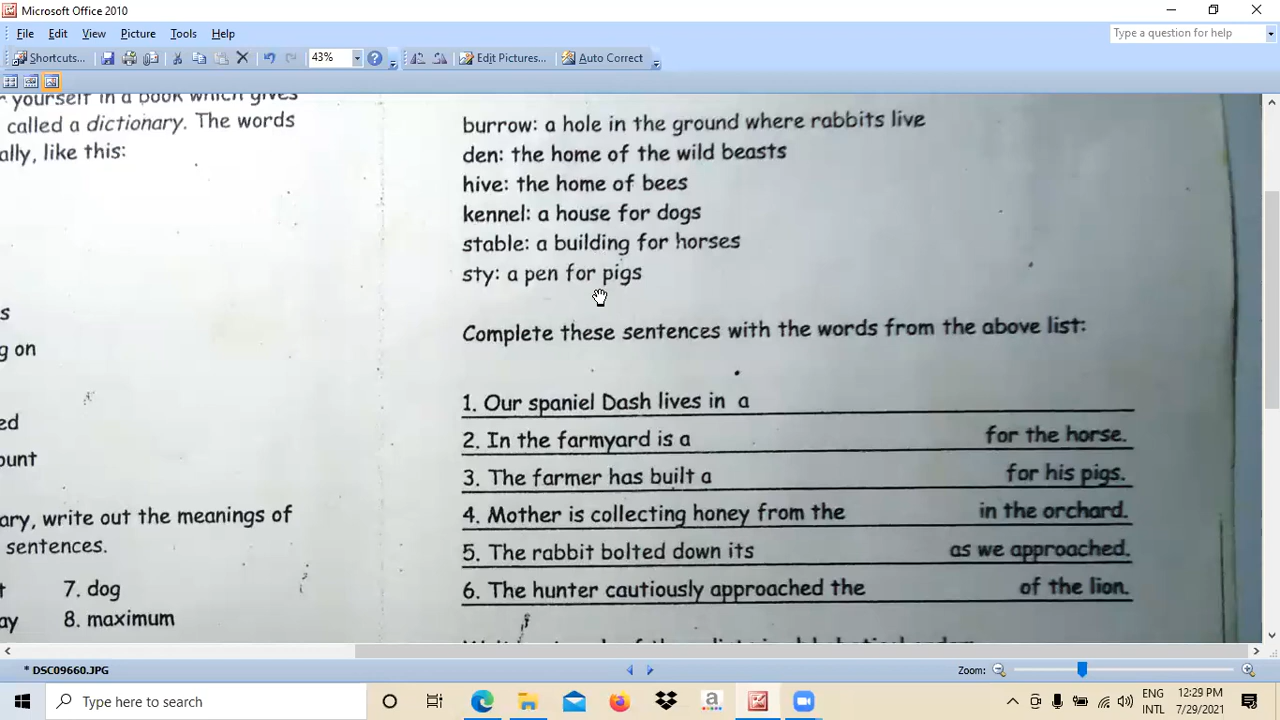 Microsoft Office 2010
File Edit View Picture Tools Help
Type a question for help
Shortcuts... 43% Edit Pictures... Auto Correct
r yourself in a book which gives
called a dictionary. The words
ally, like this:
s
g on
ed
ount
ary, write out the meanings of
sentences.
t 7. dog
ay 8. maximum
burrow: a hole in the ground where rabbits live
den: the home of the wild beasts
hive: the home of bees
kennel: a house for dogs
stable: a building for horses
sty: a pen for pigs
Complete these sentences with the words from the above list:
1. Our spaniel Dash lives in a
2. In the farmyard is a for the horse.
3. The farmer has built a for his pigs.
4. Mother is collecting honey from the in the orchard.
5. The rabbit bolted down its as we approached.
6. The hunter cautiously approached the of the lion.
* DSC09660.JPG
Zoom:
Type here to search
ENG 12:29 PM
INTL 7/29/2021